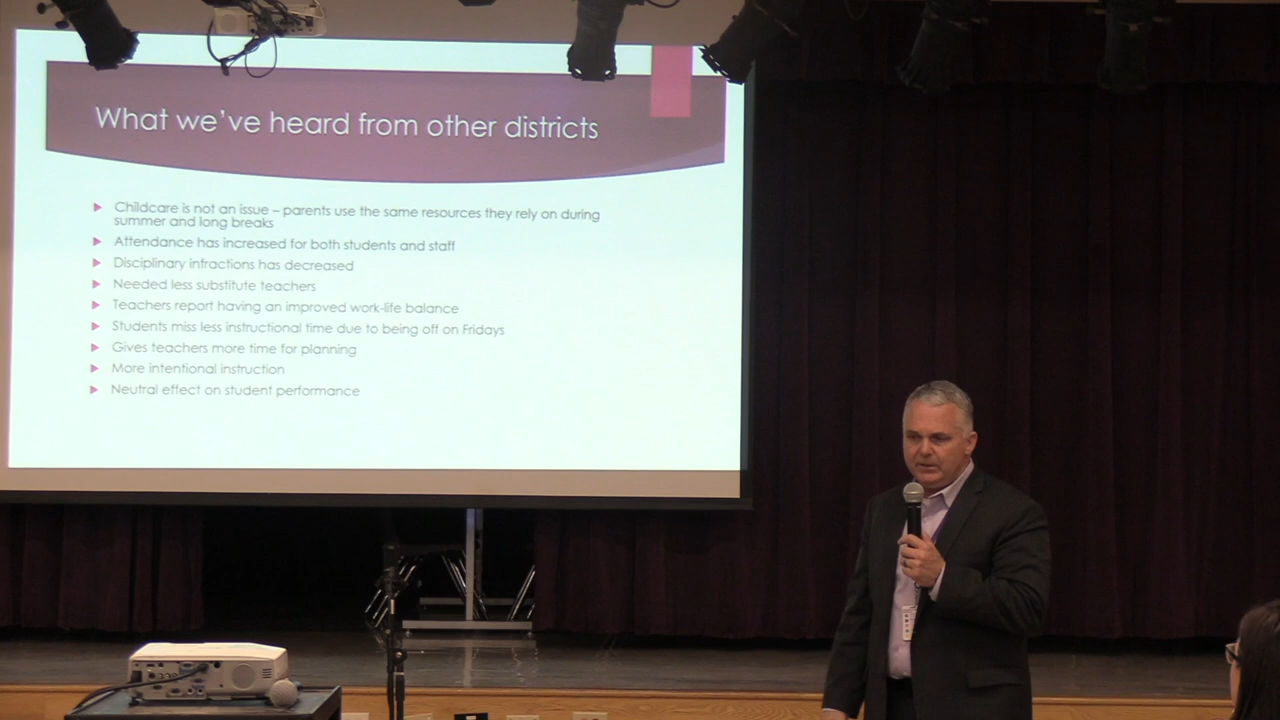 What we've heard from other districts
Childcare is not an issue – parents use the same resources they rely on during
summer and long breaks
Attendance has increased for both students and staff
Disciplinary infractions has decreased
Needed less substitute teachers
Teachers report having an improved work-life balance
Students miss less instructional time due to being off on Fridays
Gives teachers more time for planning
More intentional instruction
Neutral effect on student performance